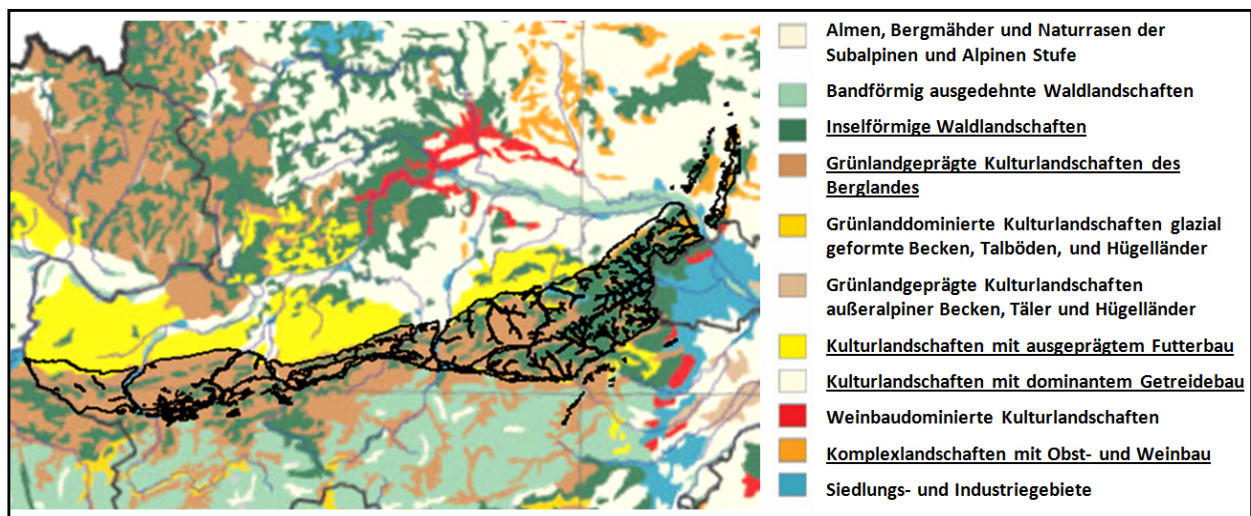 Almen, Bergmähder und Naturrasen der
Subalpinen und Alpinen Stufe
Bandförmig ausgedehnte Waldlandschaften
Inselförmige Waldlandschaften
Grünlandgeprägte Kulturlandschaften des
Berglandes
Grünlanddominierte Kulturlandschaften glazial
geformte Becken, Talböden, und Hügelländer
Grünlandgeprägte Kulturlandschaften
außeralpiner Becken, Täler und Hügelländer
Kulturlandschaften mit ausgeprägtem Futterbau
Kulturlandschaften mit dominantem Getreidebau
Weinbaudominierte Kulturlandschaften
Komplexlandschaften mit Obst- und Weinbau
Siedlungs- und Industriegebiete